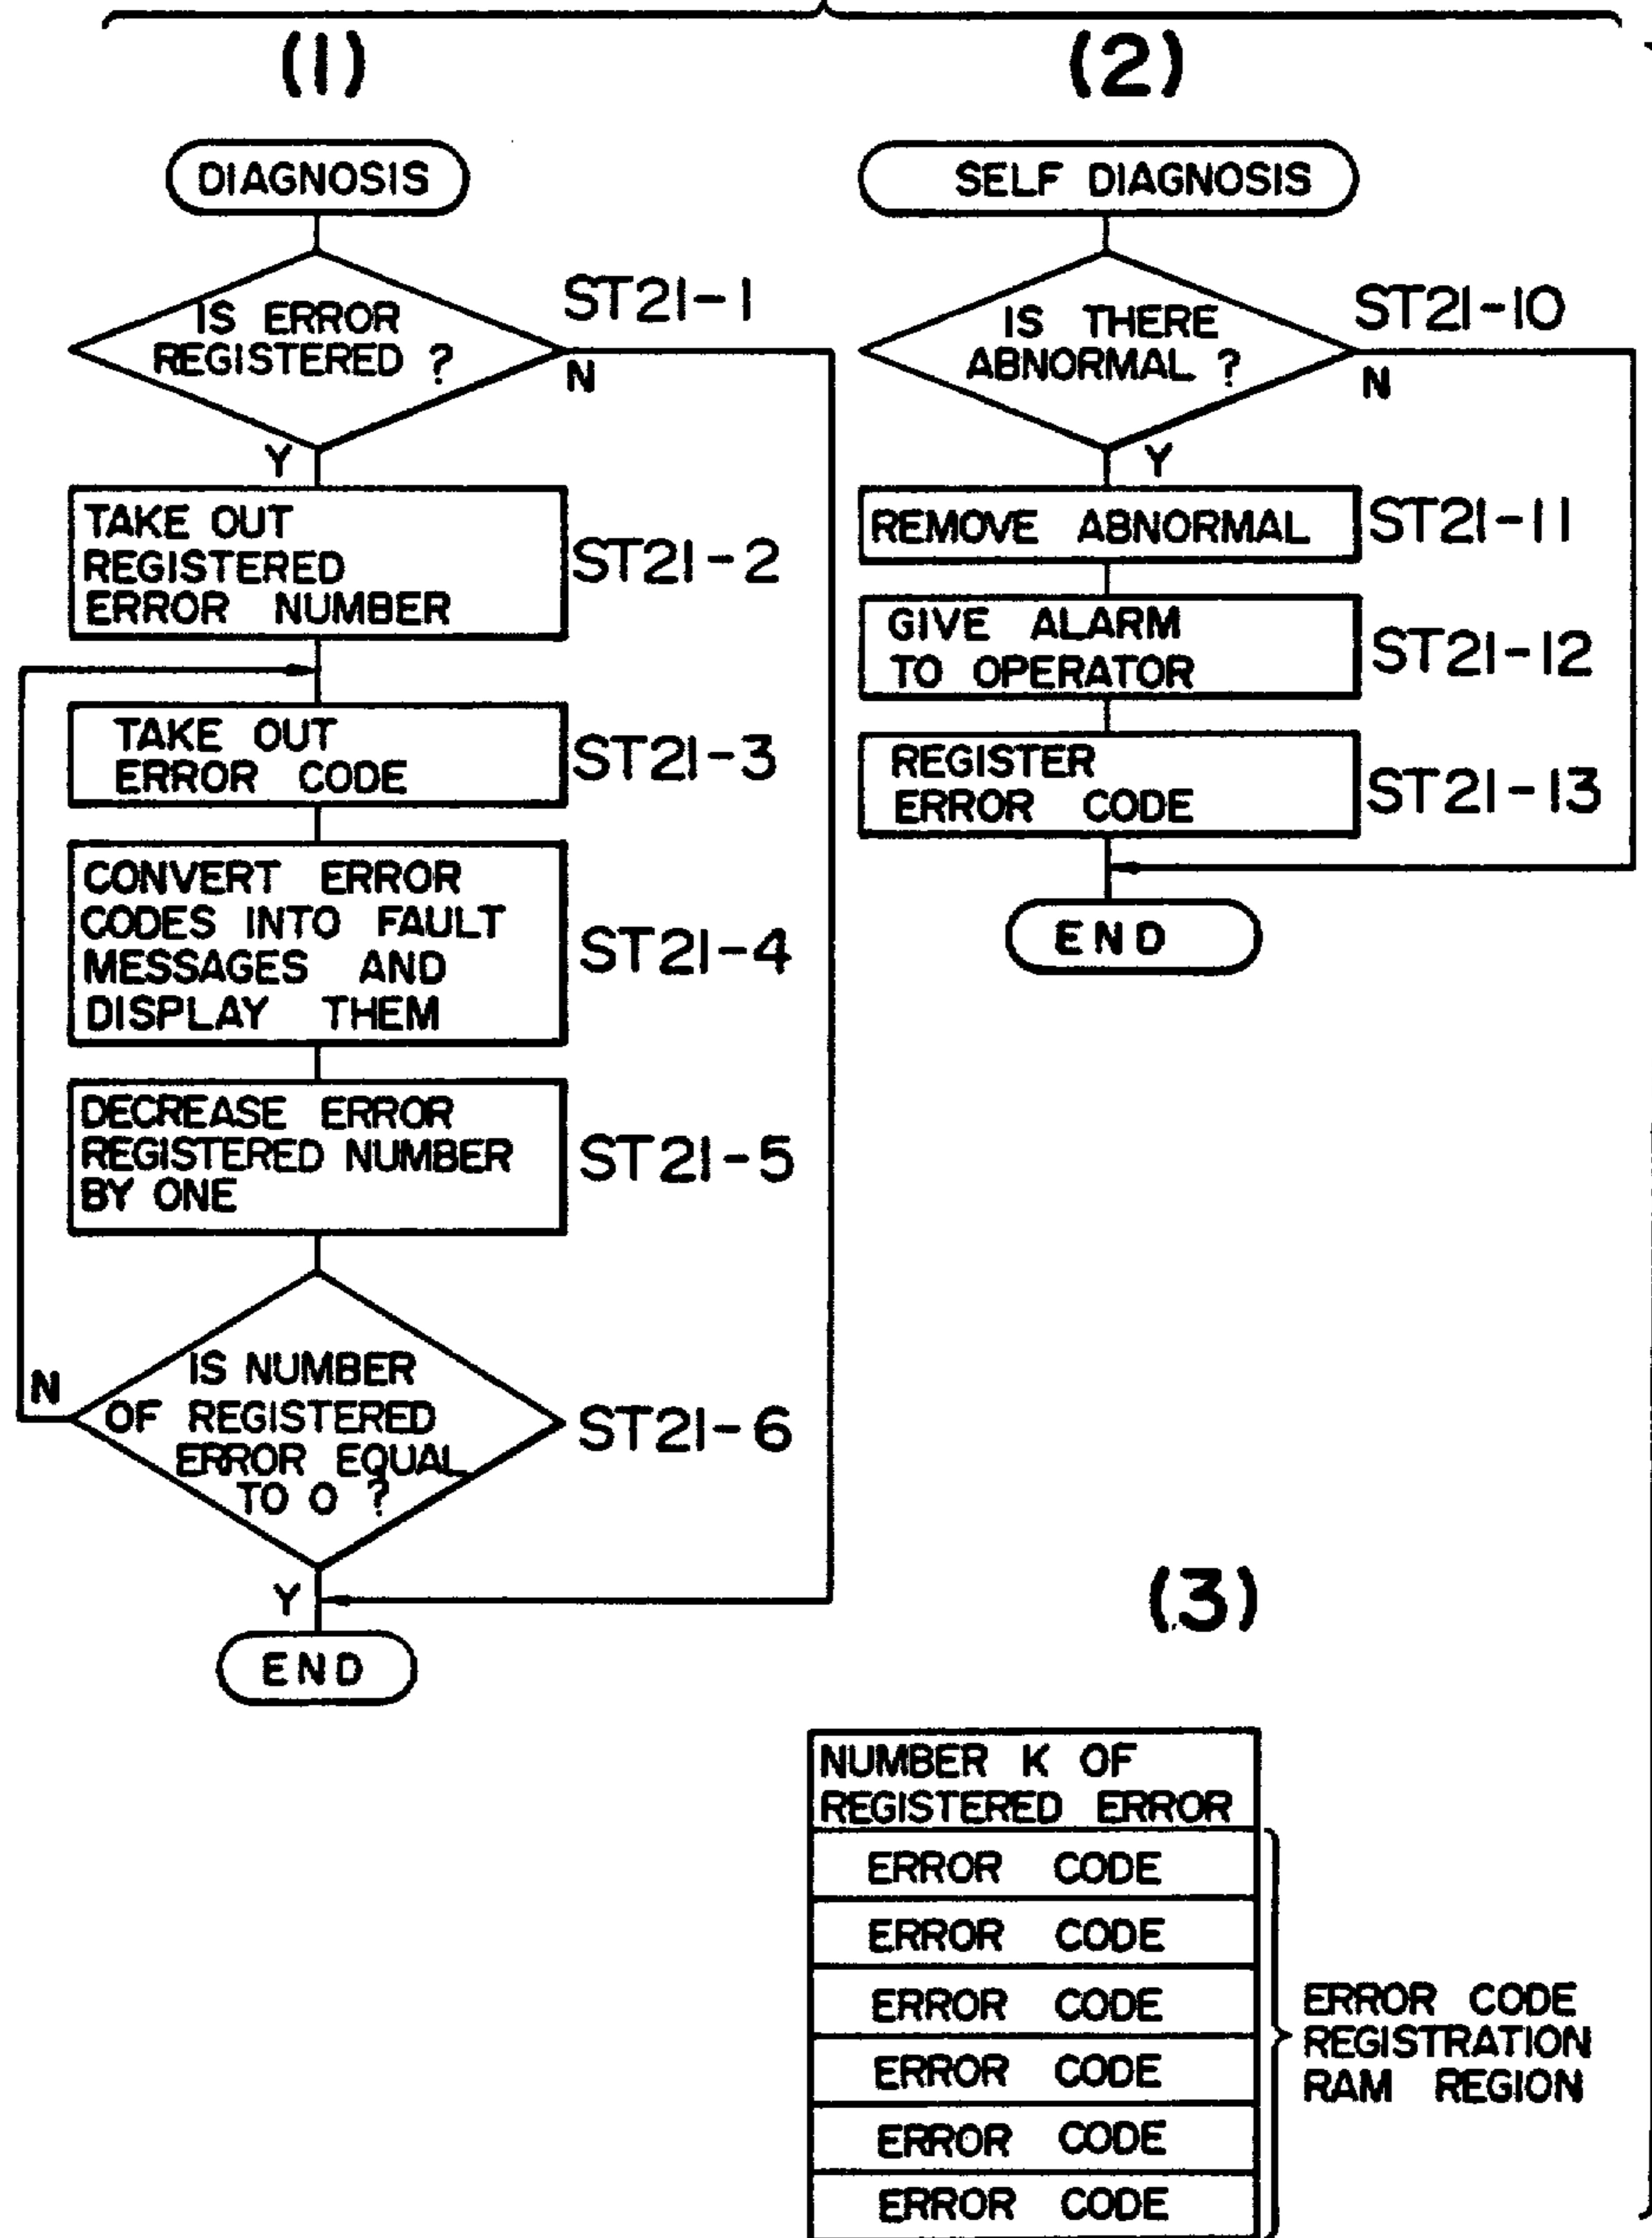 (1)
DIAGNOSIS
IS ERROR
REGISTERED ?
ST21-1
N
Y
TAKE OUT
REGISTERED
ERROR NUMBER
ST21-2
TAKE OUT
ERROR CODE
ST21-3
CONVERT ERROR
CODES INTO FAULT
MESSAGES AND
DISPLAY THEM
ST21-4
DECREASE ERROR
REGISTERED NUMBER
BY ONE
ST21-5
IS NUMBER
OF REGISTERED
ERROR EQUAL
TO 0 ?
ST21-6
N
Y
END
(2)
SELF DIAGNOSIS
IS THERE
ABNORMAL ?
ST21-10
N
Y
REMOVE ABNORMAL
ST21-11
GIVE ALARM
TO OPERATOR
ST21-12
REGISTER
ERROR CODE
ST21-13
END
(3)
NUMBER K OF
REGISTERED ERROR
ERROR CODE
ERROR CODE
ERROR CODE
ERROR CODE
ERROR CODE
ERROR CODE
ERROR CODE
REGISTRATION
RAM REGION